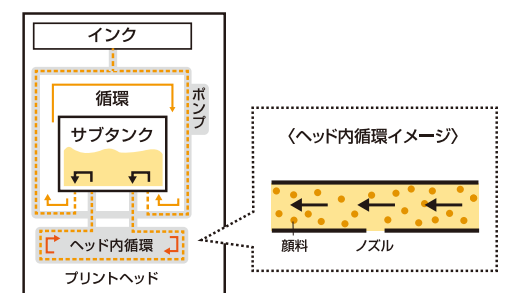 インク
循環
ポンプ
サブタンク
ヘッド内循環
プリントヘッド
〈ヘッド内循環イメージ〉
顔料
ノズル